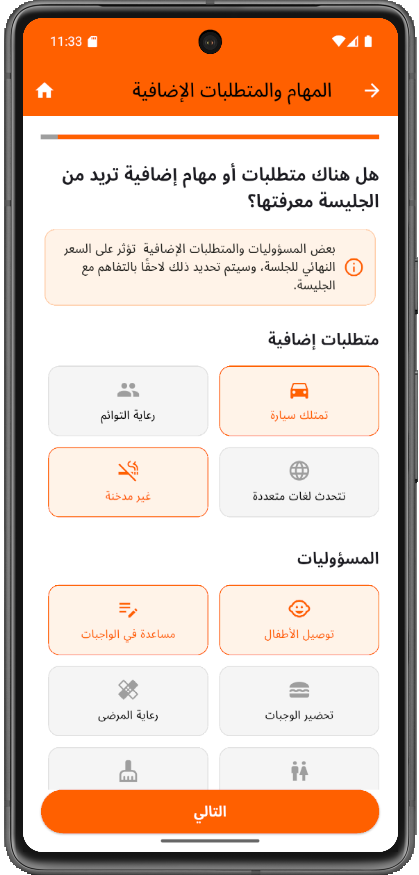 11:33
المهام والمتطلبات الإضافية
هل هناك متطلبات أو مهام إضافية تريد من
الجليسة معرفتها؟
بعض المسؤوليات والمتطلبات الإضافية تؤثر على السعر
النهائي للجلسة، وسيتم تحديد ذلك لاحقًا بالتفاهم مع
الجليسة.
متطلبات إضافية
تمتلك سيارة
رعاية التوائم
تتحدث لغات متعددة
غير مدخنة
المسؤوليات
توصيل الأطفال
مساعدة في الواجبات
تحضير الوجبات
رعاية المرضى
التالي